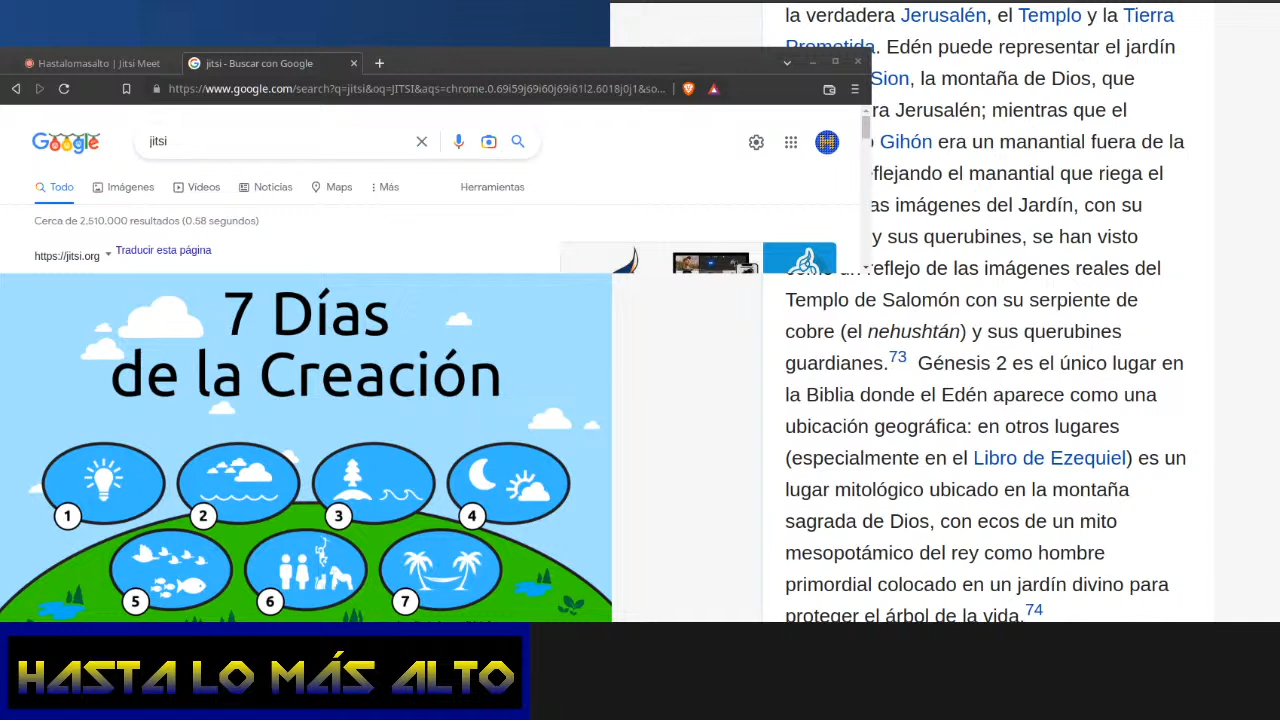 Hastalomasalto | Jitsi Meet
jitsi - Buscar con Google
https://www.google.com/search?q=jitsi&oq=JITSI&aqs=chrome.0.69i59j69i60j69i61l2.6018j0j1&so...
Google
jitsi
Todo
Imágenes
Vídeos
Noticias
Maps
Más
Herramientas
Cerca de 2.510.000 resultados (0.58 segundos)
https://jitsi.org
Traducir esta página
7 Días
de la Creación
1
2
3
4
5
6
7
la verdadera Jerusalén, el Templo y la Tierra
Prometida. Edén puede representar el jardín
Sion, la montaña de Dios, que
ra Jerusalén; mientras que el
Gihón era un manantial fuera de la
eflejando el manantial que riega el
as imágenes del Jardín, con su
y sus querubines, se han visto
como un reflejo de las imágenes reales del
Templo de Salomón con su serpiente de
cobre (el nehushtán) y sus querubines
guardianes.73 Génesis 2 es el único lugar en
la Biblia donde el Edén aparece como una
ubicación geográfica: en otros lugares
(especialmente en el Libro de Ezequiel) es un
lugar mitológico ubicado en la montaña
sagrada de Dios, con ecos de un mito
mesopotámico del rey como hombre
primordial colocado en un jardín divino para
proteger el árbol de la vida.74
HASTA LO MÁS ALTO